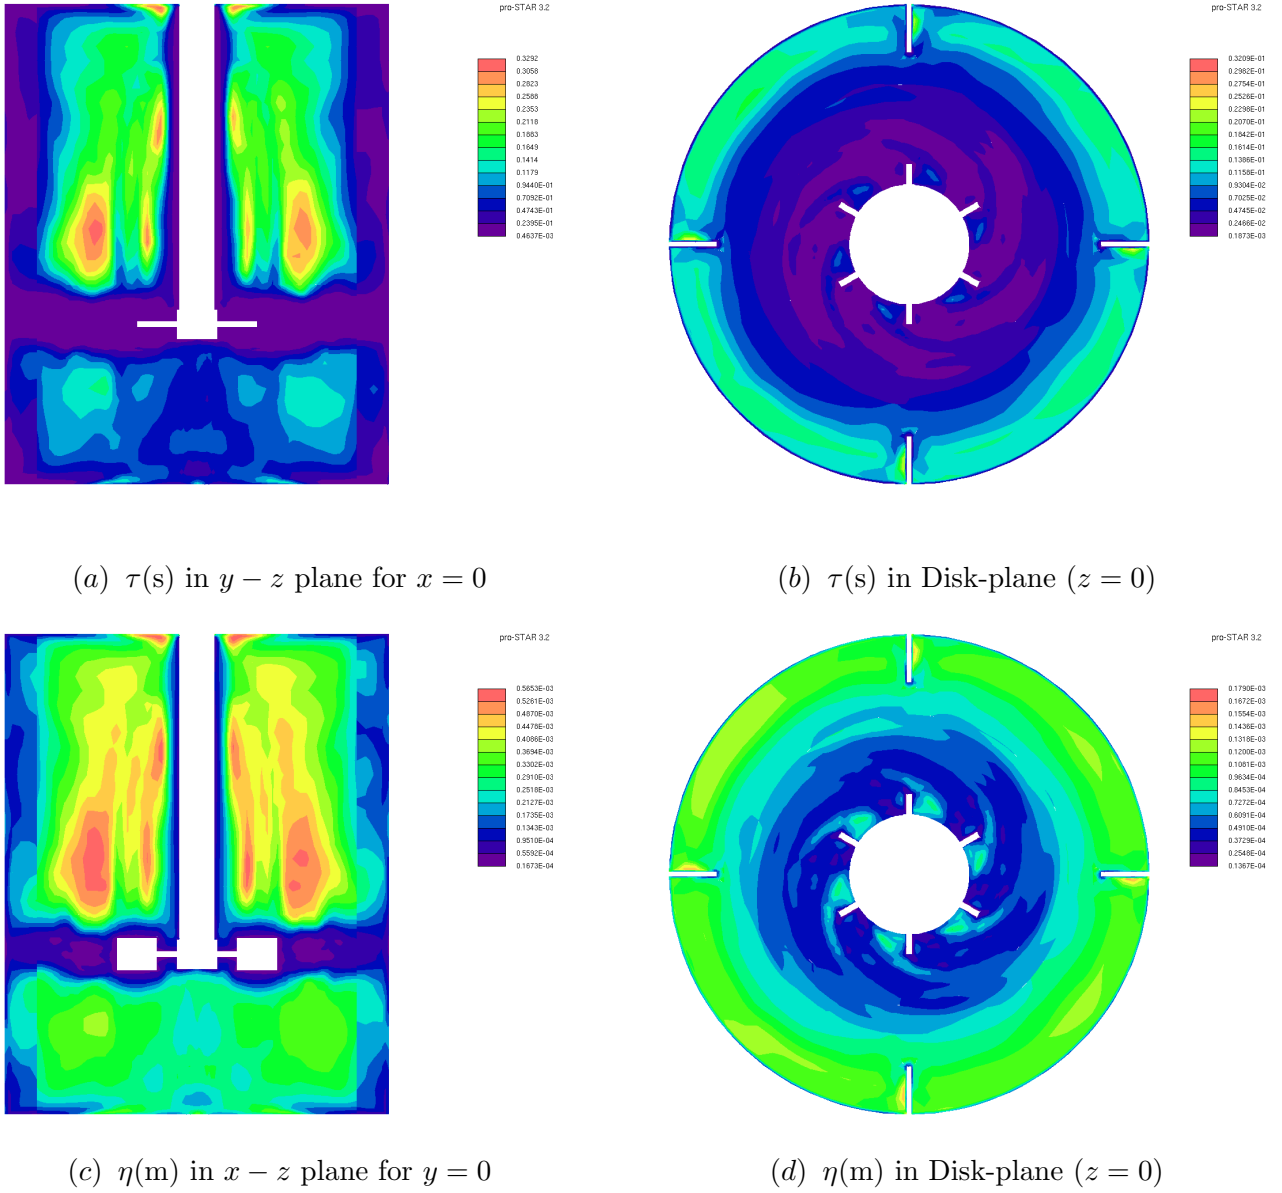 pro-STAR 3.2
0.3292
0.3058
0.2823
0.2588
0.2353
0.2118
0.1883
0.1649
0.1414
0.1179
0.9440E-01
0.7092E-01
0.4743E-01
0.2395E-01
0.4637E-03
pro-STAR 3.2
0.3209E-01
0.2982E-01
0.2754E-01
0.2526E-01
0.2298E-01
0.2070E-01
0.1842E-01
0.1614E-01
0.1386E-01
0.1158E-01
0.9304E-02
0.7025E-02
0.4745E-02
0.2466E-02
0.1873E-03
(a) τ(s) in y − z plane for x = 0
(b) τ(s) in Disk-plane (z = 0)
pro-STAR 3.2
0.5653E-03
0.5261E-03
0.4870E-03
0.4478E-03
0.4086E-03
0.3694E-03
0.3302E-03
0.2910E-03
0.2518E-03
0.2127E-03
0.1735E-03
0.1343E-03
0.9510E-04
0.5592E-04
0.1673E-04
pro-STAR 3.2
0.1790E-03
0.1672E-03
0.1554E-03
0.1436E-03
0.1318E-03
0.1200E-03
0.1081E-03
0.9634E-04
0.8453E-04
0.7272E-04
0.6091E-04
0.4910E-04
0.3729E-04
0.2548E-04
0.1367E-04
(c) η(m) in x − z plane for y = 0
(d) η(m) in Disk-plane (z = 0)